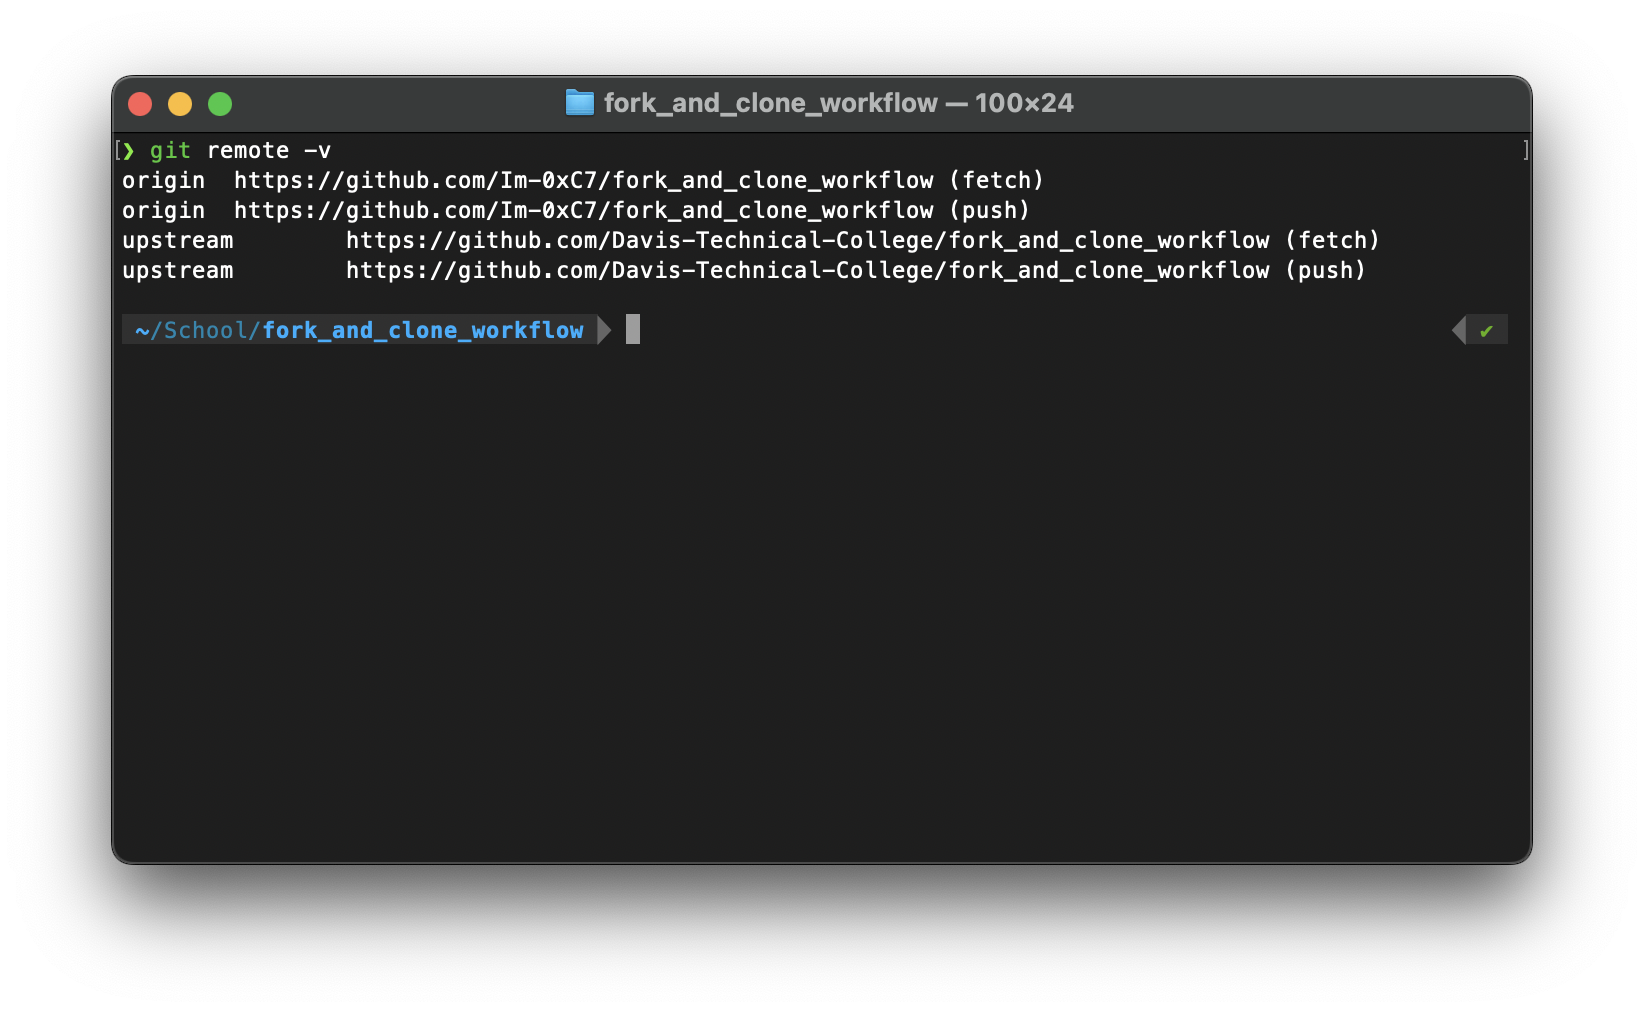 fork_and_clone_workflow — 100×24
[❯ git remote -v ]
origin  https://github.com/Im-0xC7/fork_and_clone_workflow (fetch)
origin  https://github.com/Im-0xC7/fork_and_clone_workflow (push)
upstream        https://github.com/Davis-Technical-College/fork_and_clone_workflow (fetch)
upstream        https://github.com/Davis-Technical-College/fork_and_clone_workflow (push)
~/School/fork_and_clone_workflow ✔